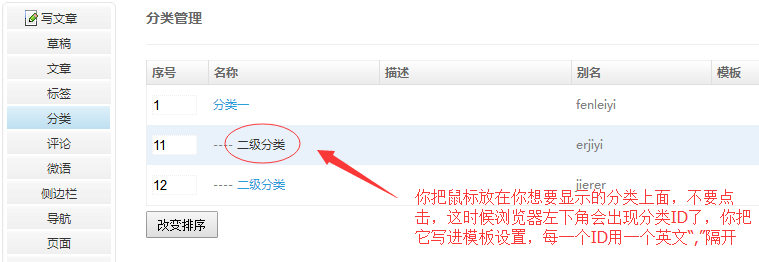 写文章
草稿
文章
标签
分类
评论
微语
侧边栏
导航
页面
分类管理
序号 名称 描述 别名 模板
1 分类一 fenleiyi
11 ---- 二级分类 erjiyi
12 ---- 二级分类 jierer
改变排序
你把鼠标放在你想要显示的分类上面，不要点
击，这时候浏览器左下角会出现分类ID了，你把
它写进模板设置，每一个ID用一个英文“,”隔开